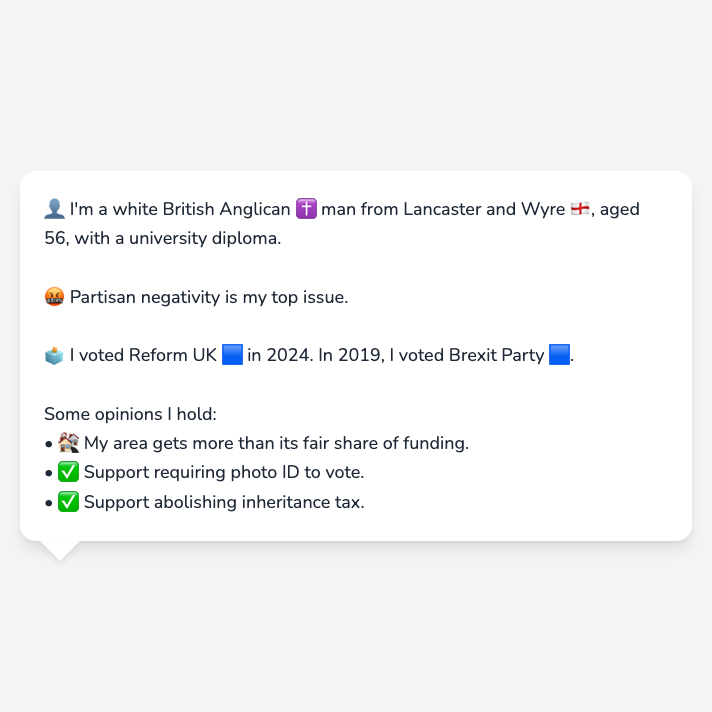 👤 I'm a white British Anglican ✝️ man from Lancaster and Wyre 🏴󠁧󠁢󠁥󠁮󠁧󠁿, aged
56, with a university diploma.
🤬 Partisan negativity is my top issue.
🗳️ I voted Reform UK 🟦 in 2024. In 2019, I voted Brexit Party 🟦.
Some opinions I hold:
• 🏘️ My area gets more than its fair share of funding.
• ✅ Support requiring photo ID to vote.
• ✅ Support abolishing inheritance tax.